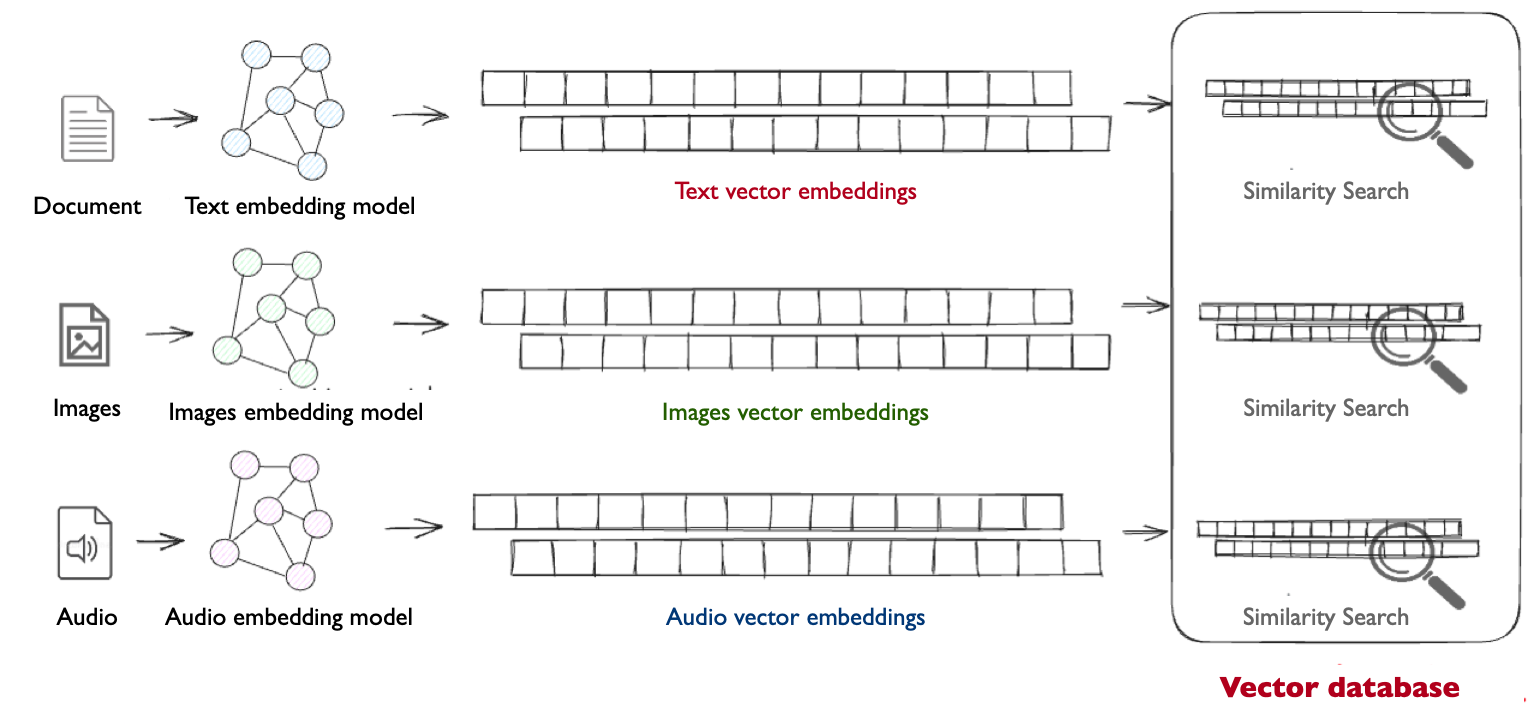 Document
Text embedding model
Text vector embeddings
Similarity Search
Images
Images embedding model
Images vector embeddings
Similarity Search
Audio
Audio embedding model
Audio vector embeddings
Similarity Search
Vector database